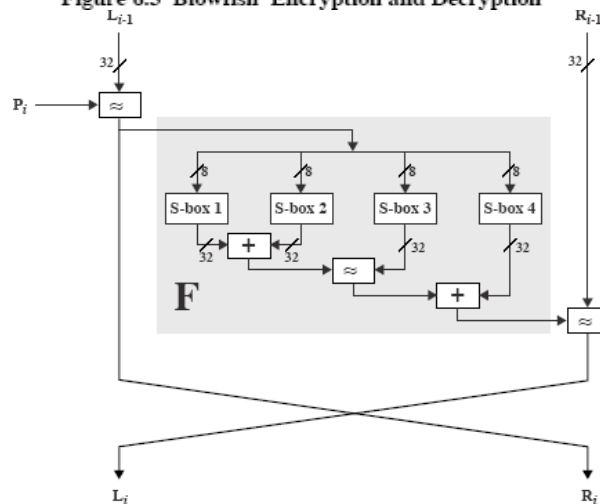 Figure 6.3 Blowfish Encryption and Decryption
Li-1
Ri-1
32
32
Pi
≈
8
8
8
8
S-box 1
S-box 2
S-box 3
S-box 4
32
+
32
32
32
≈
+
F
≈
Li
Ri